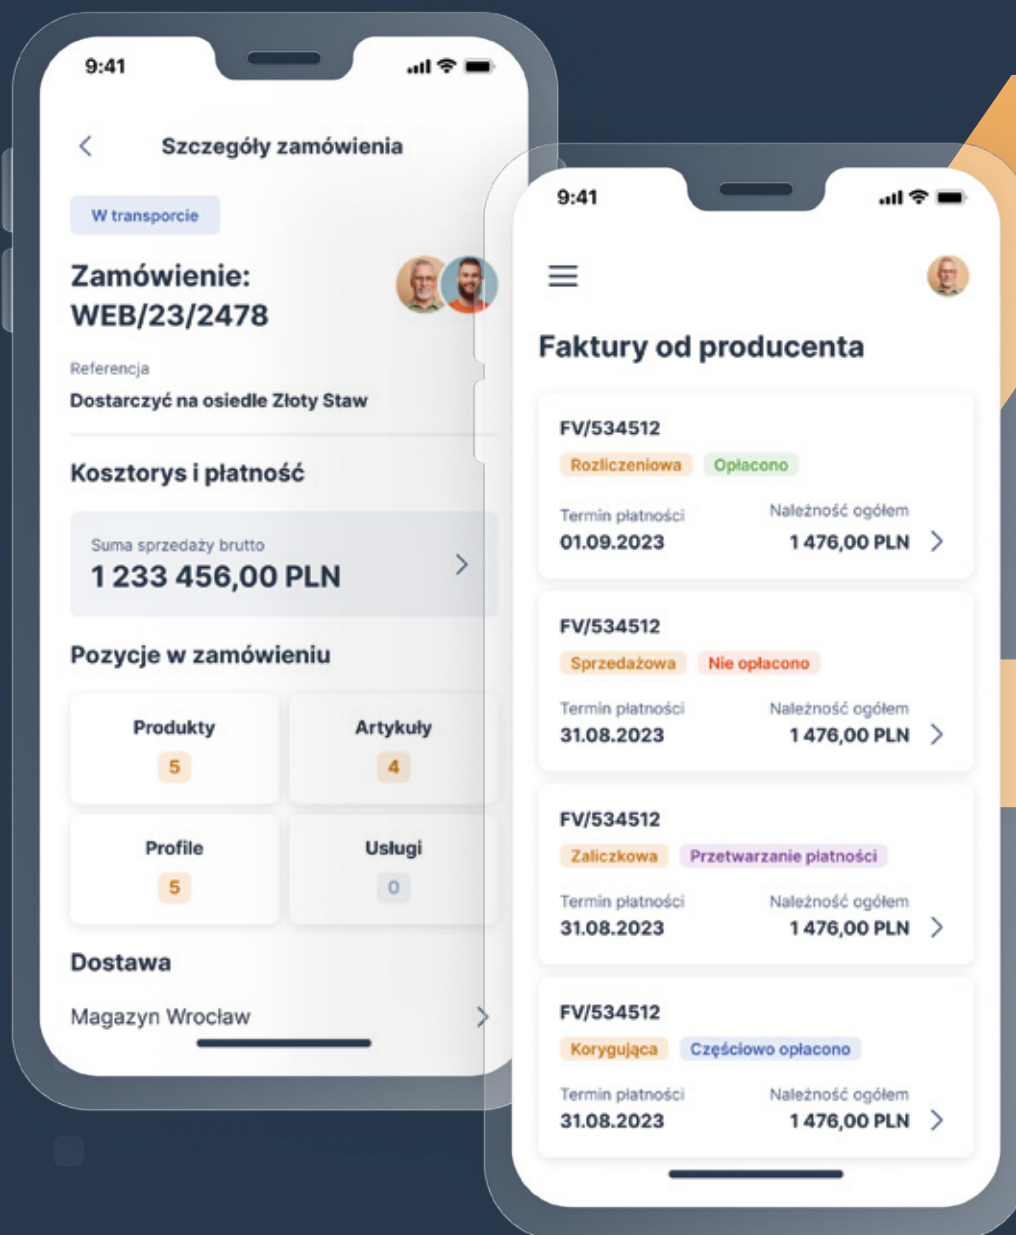 9:41
Szczegóły zamówienia
W transporcie
Zamówienie:
WEB/23/2478
Referencja
Dostarczyć na osiedle Złoty Staw
Kosztorys i płatność
Suma sprzedaży brutto
1 233 456,00 PLN
Pozycje w zamówieniu
Produkty
5
Artykuły
4
Profile
5
Usługi
0
Dostawa
Magazyn Wrocław
9:41
Faktury od producenta
FV/534512
Rozliczeniowa Opłacono
Termin płatności Należność ogółem
01.09.2023 1 476,00 PLN
FV/534512
Sprzedażowa Nie opłacono
Termin płatności Należność ogółem
31.08.2023 1 476,00 PLN
FV/534512
Zaliczkowa Przetwarzanie płatności
Termin płatności Należność ogółem
31.08.2023 1 476,00 PLN
FV/534512
Korygująca Częściowo opłacono
Termin płatności Należność ogółem
31.08.2023 1 476,00 PLN